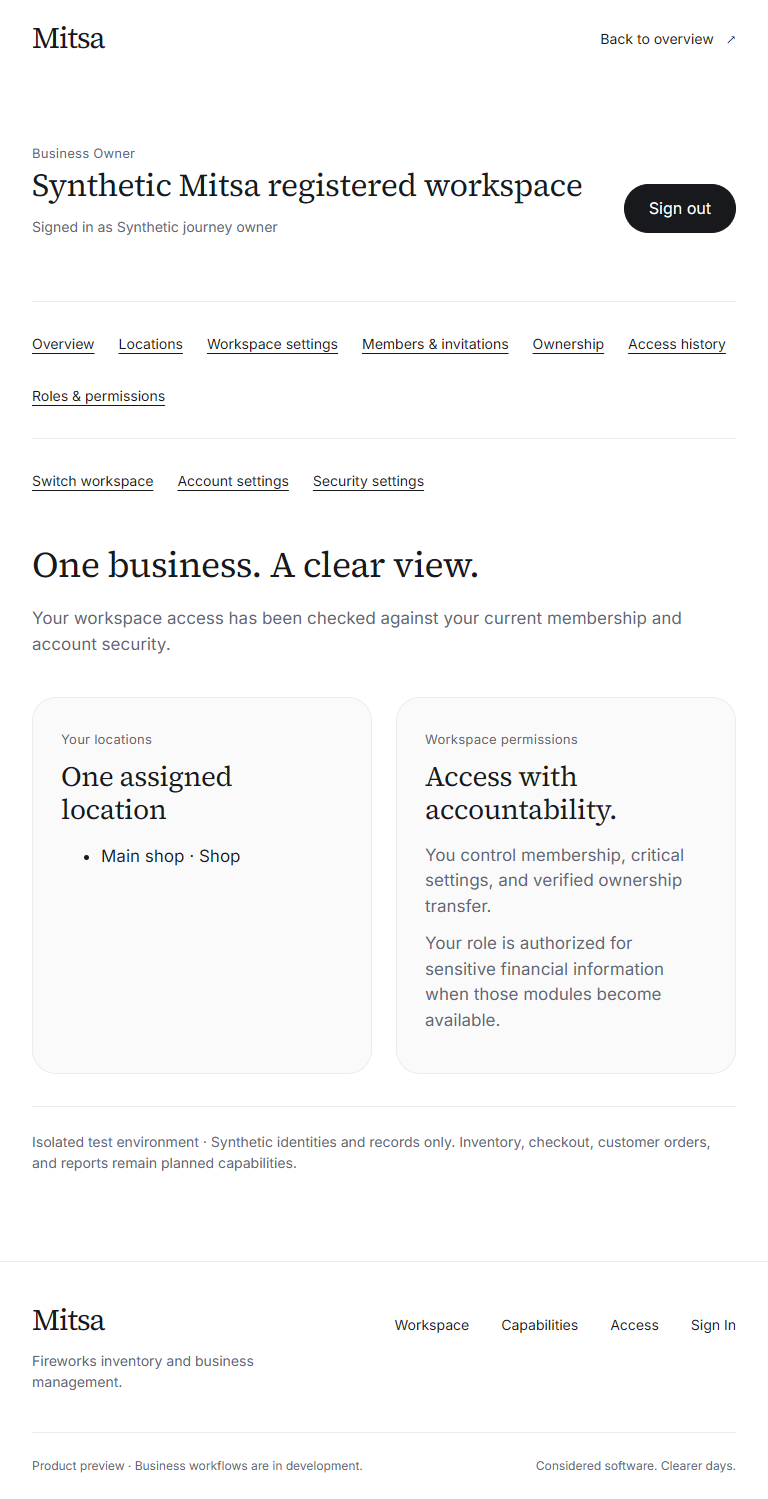 Mitsa
Back to overview ↗
Business Owner
Synthetic Mitsa registered workspace
Signed in as Synthetic journey owner
Sign out
Overview Locations Workspace settings Members & invitations Ownership Access history
Roles & permissions
Switch workspace Account settings Security settings
One business. A clear view.
Your workspace access has been checked against your current membership and
account security.
Your locations
One assigned
location
• Main shop · Shop
Workspace permissions
Access with
accountability.
You control membership, critical
settings, and verified ownership
transfer.
Your role is authorized for
sensitive financial information
when those modules become
available.
Isolated test environment · Synthetic identities and records only. Inventory, checkout, customer orders,
and reports remain planned capabilities.
Mitsa
Fireworks inventory and business
management.
Workspace Capabilities Access Sign In
Product preview · Business workflows are in development.
Considered software. Clearer days.